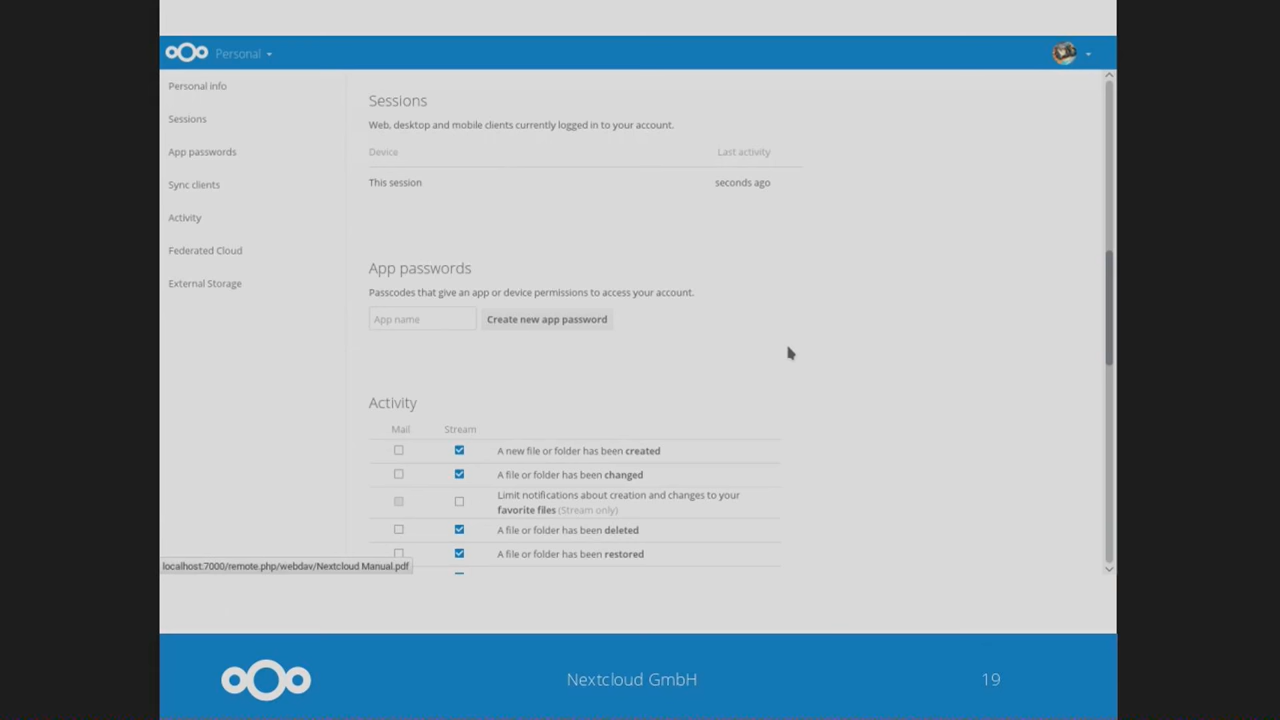 Personal
Personal info
Sessions
App passwords
Sync clients
Activity
Federated Cloud
External Storage
Sessions
Web, desktop and mobile clients currently logged in to your account.
Device Last activity
This session seconds ago
App passwords
Passcodes that give an app or device permissions to access your account.
App name Create new app password
Activity
Mail Stream
A new file or folder has been created
A file or folder has been changed
Limit notifications about creation and changes to your
favorite files (Stream only)
A file or folder has been deleted
A file or folder has been restored
localhost:7000/remote.php/webdav/Nextcloud Manual.pdf
Nextcloud GmbH 19